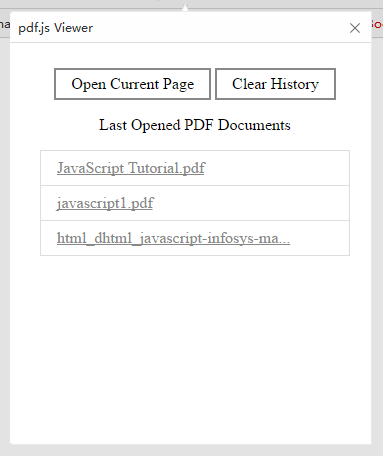 pdf.js Viewer
Open Current Page Clear History
Last Opened PDF Documents
JavaScript Tutorial.pdf
javascript1.pdf
html_dhtml_javascript-infosys-ma...